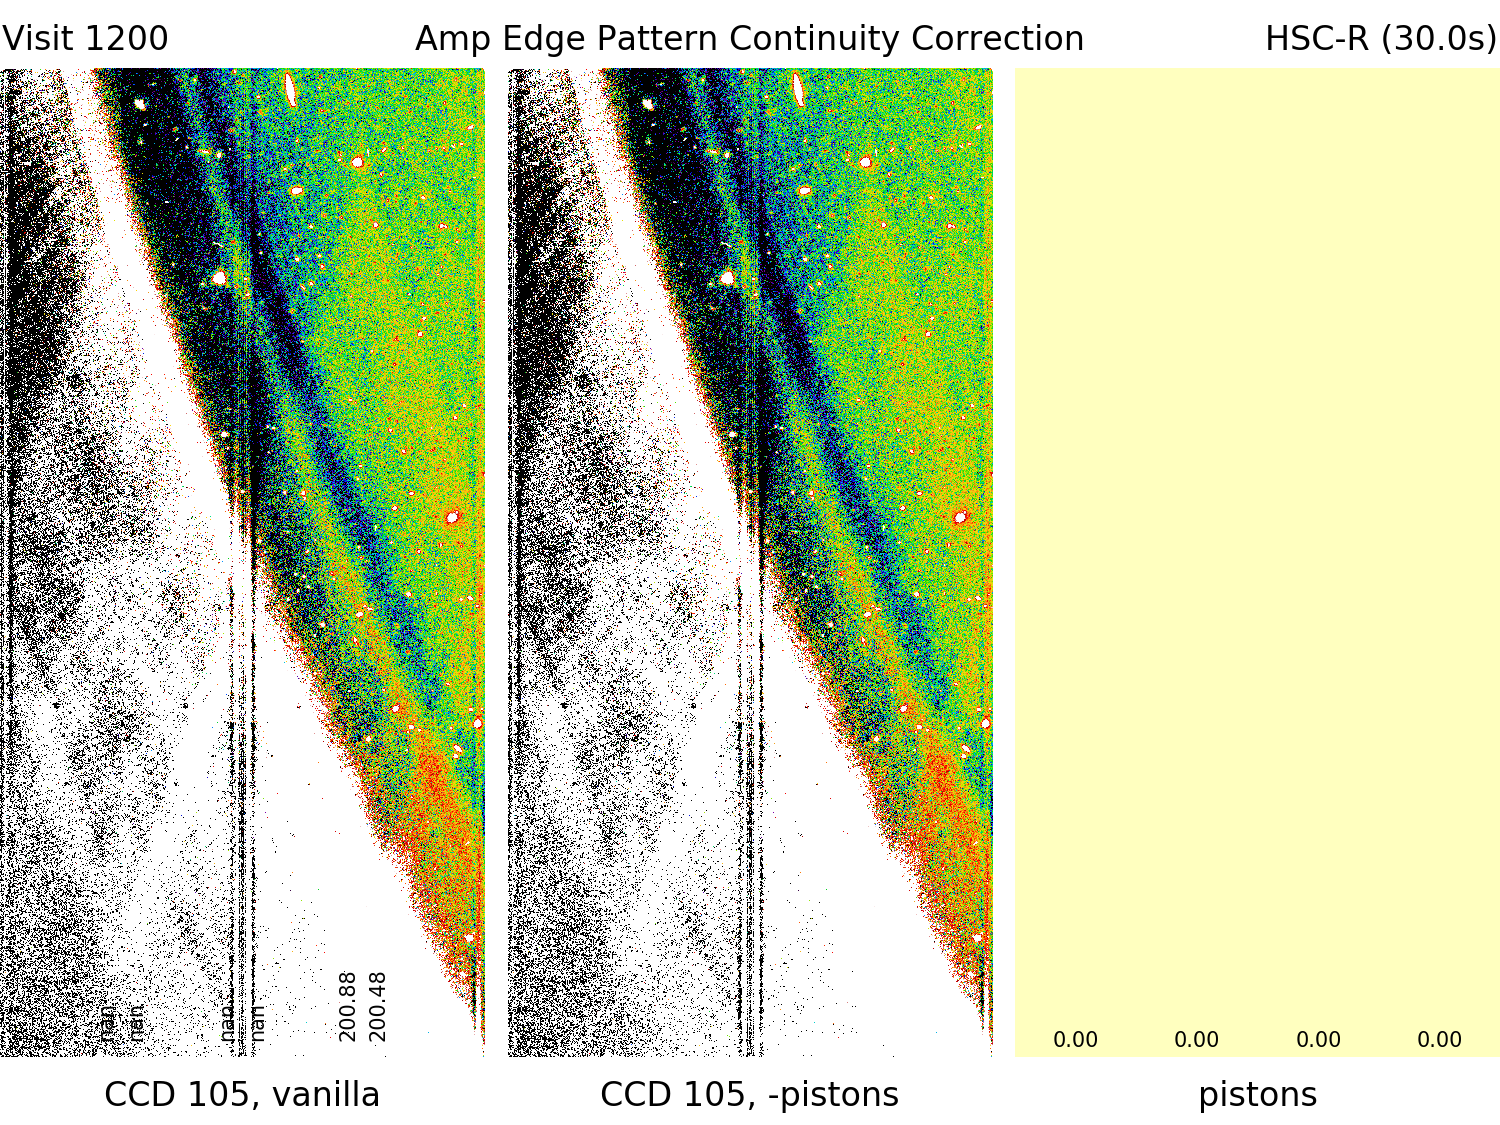 Visit 1200
Amp Edge Pattern Continuity Correction
HSC-R (30.0s)
nan
nan
nan
nan
200.88
200.48
0.00
0.00
0.00
0.00
CCD 105, vanilla
CCD 105, -pistons
pistons